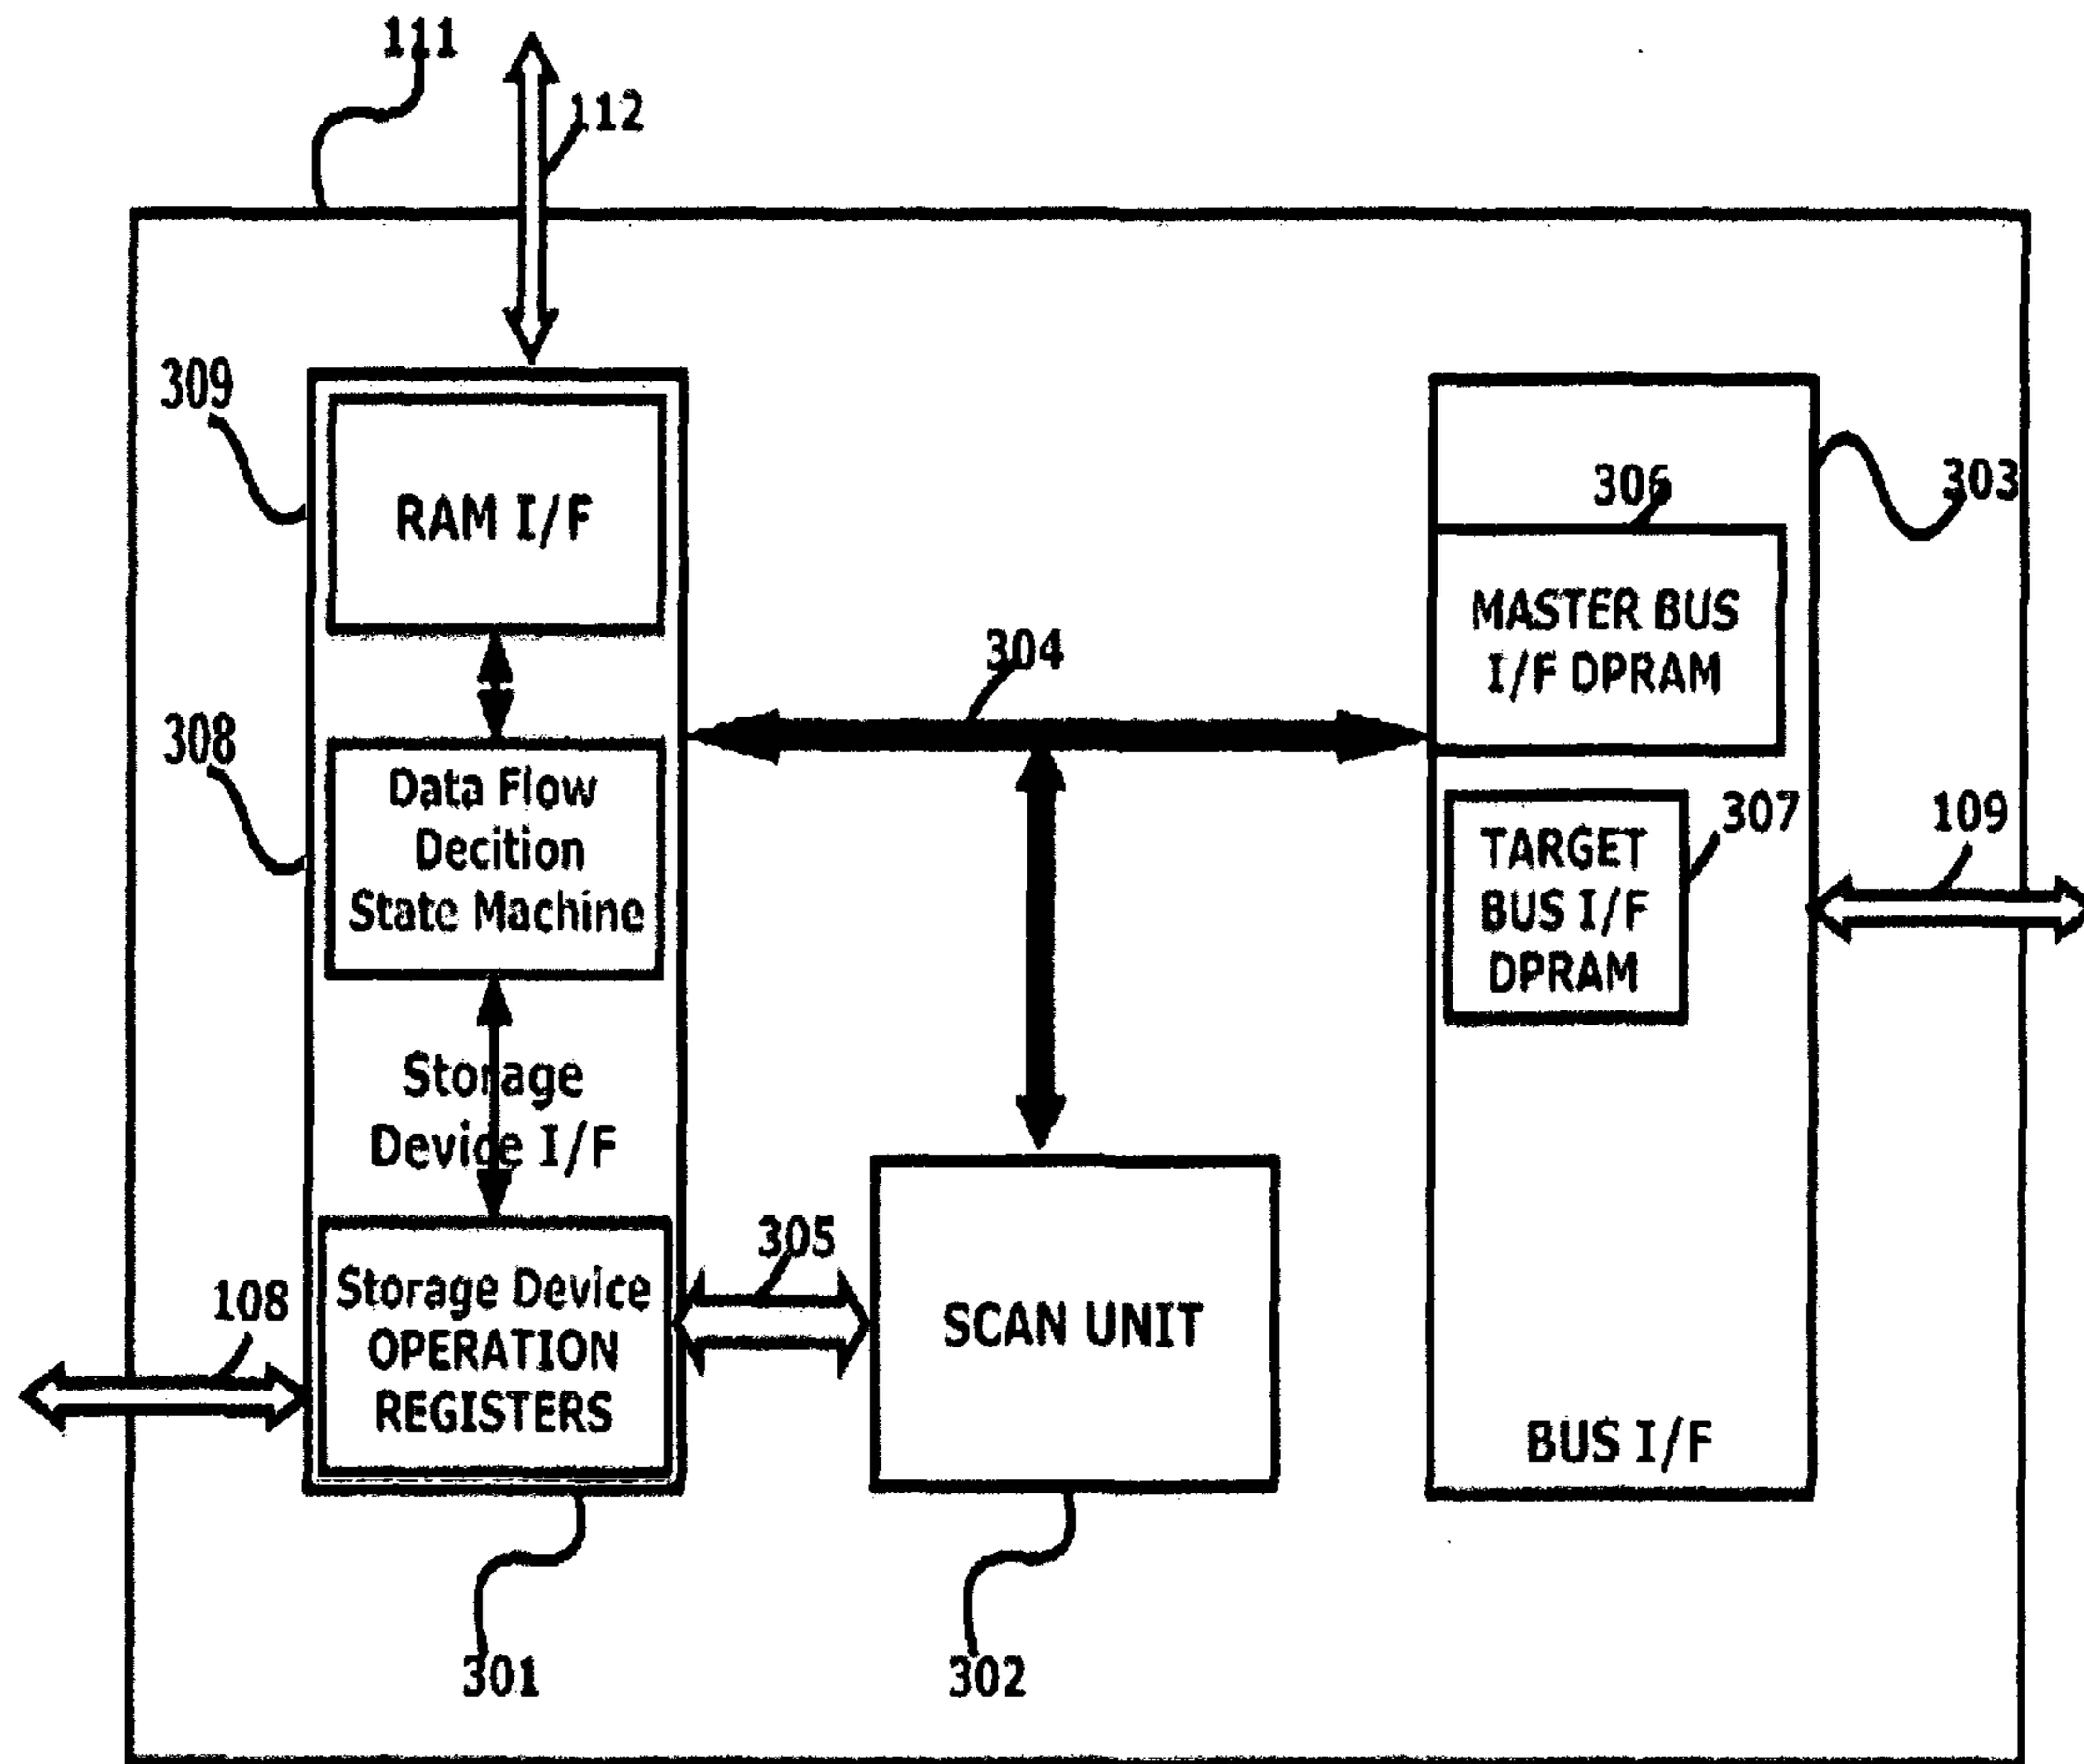 111
112
309
RAM I/F
306
303
MASTER BUS
I/F DPRAM
304
308
Data Flow
Decition
State Machine
307
109
TARGET
BUS I/F
DPRAM
Storage
Device I/F
305
108
Storage Device
OPERATION
REGISTERS
SCAN UNIT
BUS I/F
301
302